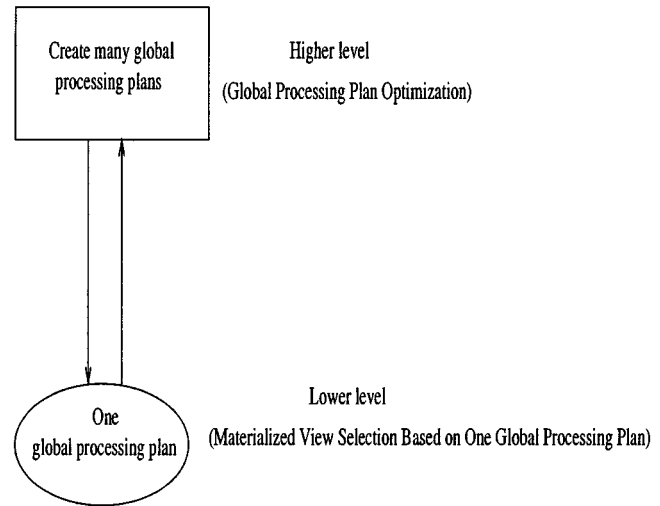 Create many global
processing plans
Higher level
(Global Processing Plan Optimization)
One
global processing plan
Lower level
(Materialized View Selection Based on One Global Processing Plan)